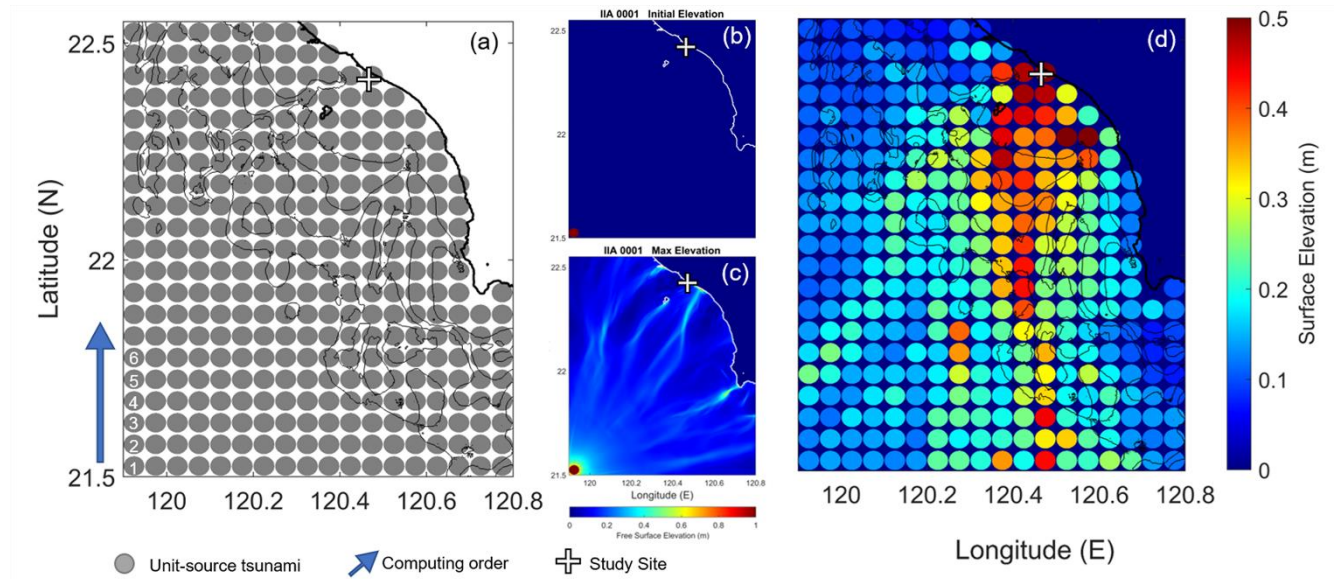 (a)
22.5
22
21.5
Latitude (N)
6
5
4
3
2
1
120 120.2 120.4 120.6 120.8
IIA 0001 Initial Elevation
(b)
22.5
22
21.5
IIA 0001 Max Elevation
(c)
22.5
22
21.5
120 120.2 120.4 120.6 120.8
Longitude (E)
0 0.2 0.4 0.6 0.8 1
Free Surface Elevation (m)
(d)
120 120.2 120.4 120.6 120.8
Longitude (E)
0.5
0.4
0.3
0.2
0.1
0
Surface Elevation (m)
Unit-source tsunami Computing order Study Site